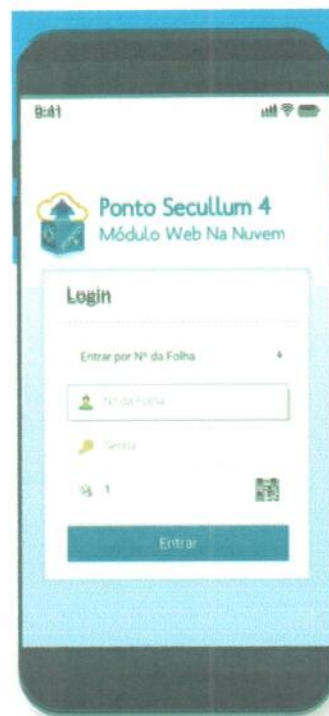 9:41
Ponto Secullum 4
Módulo Web Na Nuvem
Login
Entrar por Nº da Folha
Nº da Folha
Senha
1
Entrar